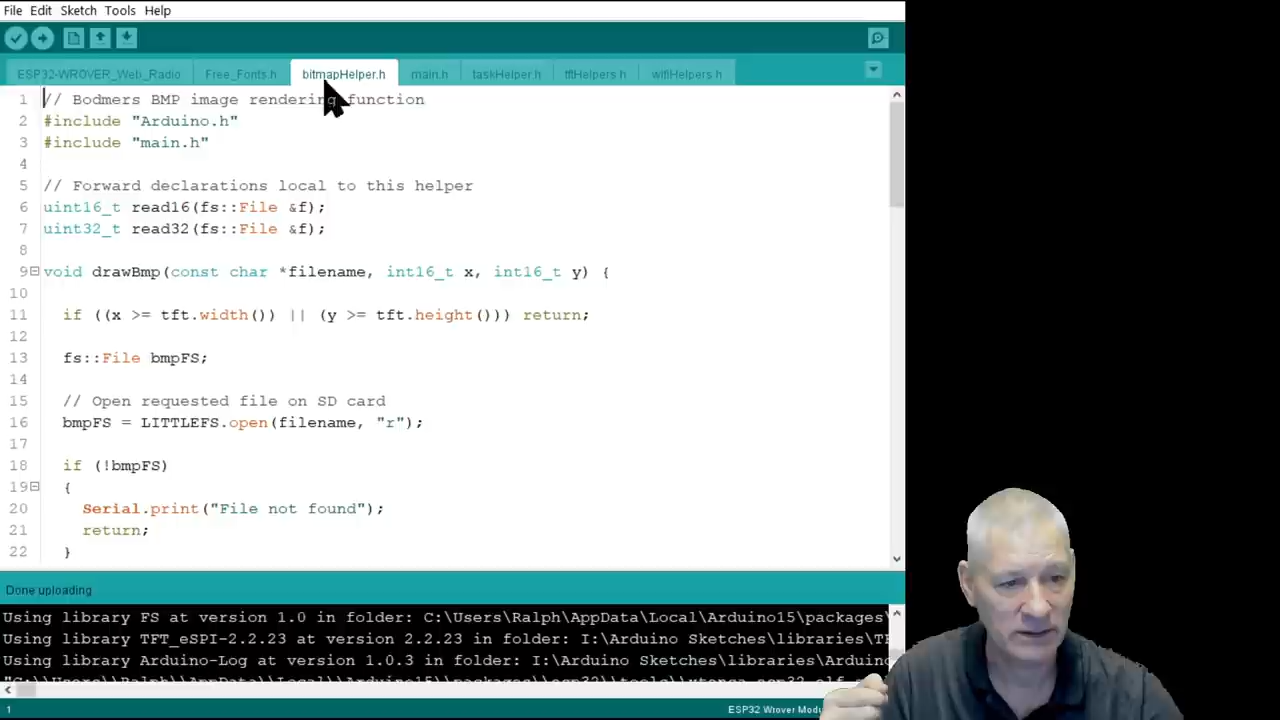 File Edit Sketch Tools Help
ESP32-WROVER_Web_Radio Free_Fonts.h bitmapHelper.h main.h taskHelper.h tftHelpers.h wifiHelpers.h
1 // Bodmers BMP image rendering function
2 #include "Arduino.h"
3 #include "main.h"
4
5 // Forward declarations local to this helper
6 uint16_t read16(fs::File &f);
7 uint32_t read32(fs::File &f);
8
9 void drawBmp(const char *filename, int16_t x, int16_t y) {
10
11 if ((x >= tft.width()) || (y >= tft.height())) return;
12
13 fs::File bmpFS;
14
15 // Open requested file on SD card
16 bmpFS = LITTLEFS.open(filename, "r");
17
18 if (!bmpFS)
19 {
20 Serial.print("File not found");
21 return;
22 }
Done uploading
Using library FS at version 1.0 in folder: C:\Users\Ralph\AppData\Local\Arduino15\packages\
Using library TFT_eSPI-2.2.23 at version 2.2.23 in folder: I:\Arduino Sketches\libraries\TF
Using library Arduino-Log at version 1.0.3 in folder: I:\Arduino Sketches\libraries\Arduino
1 ESP32 Wrover Modu